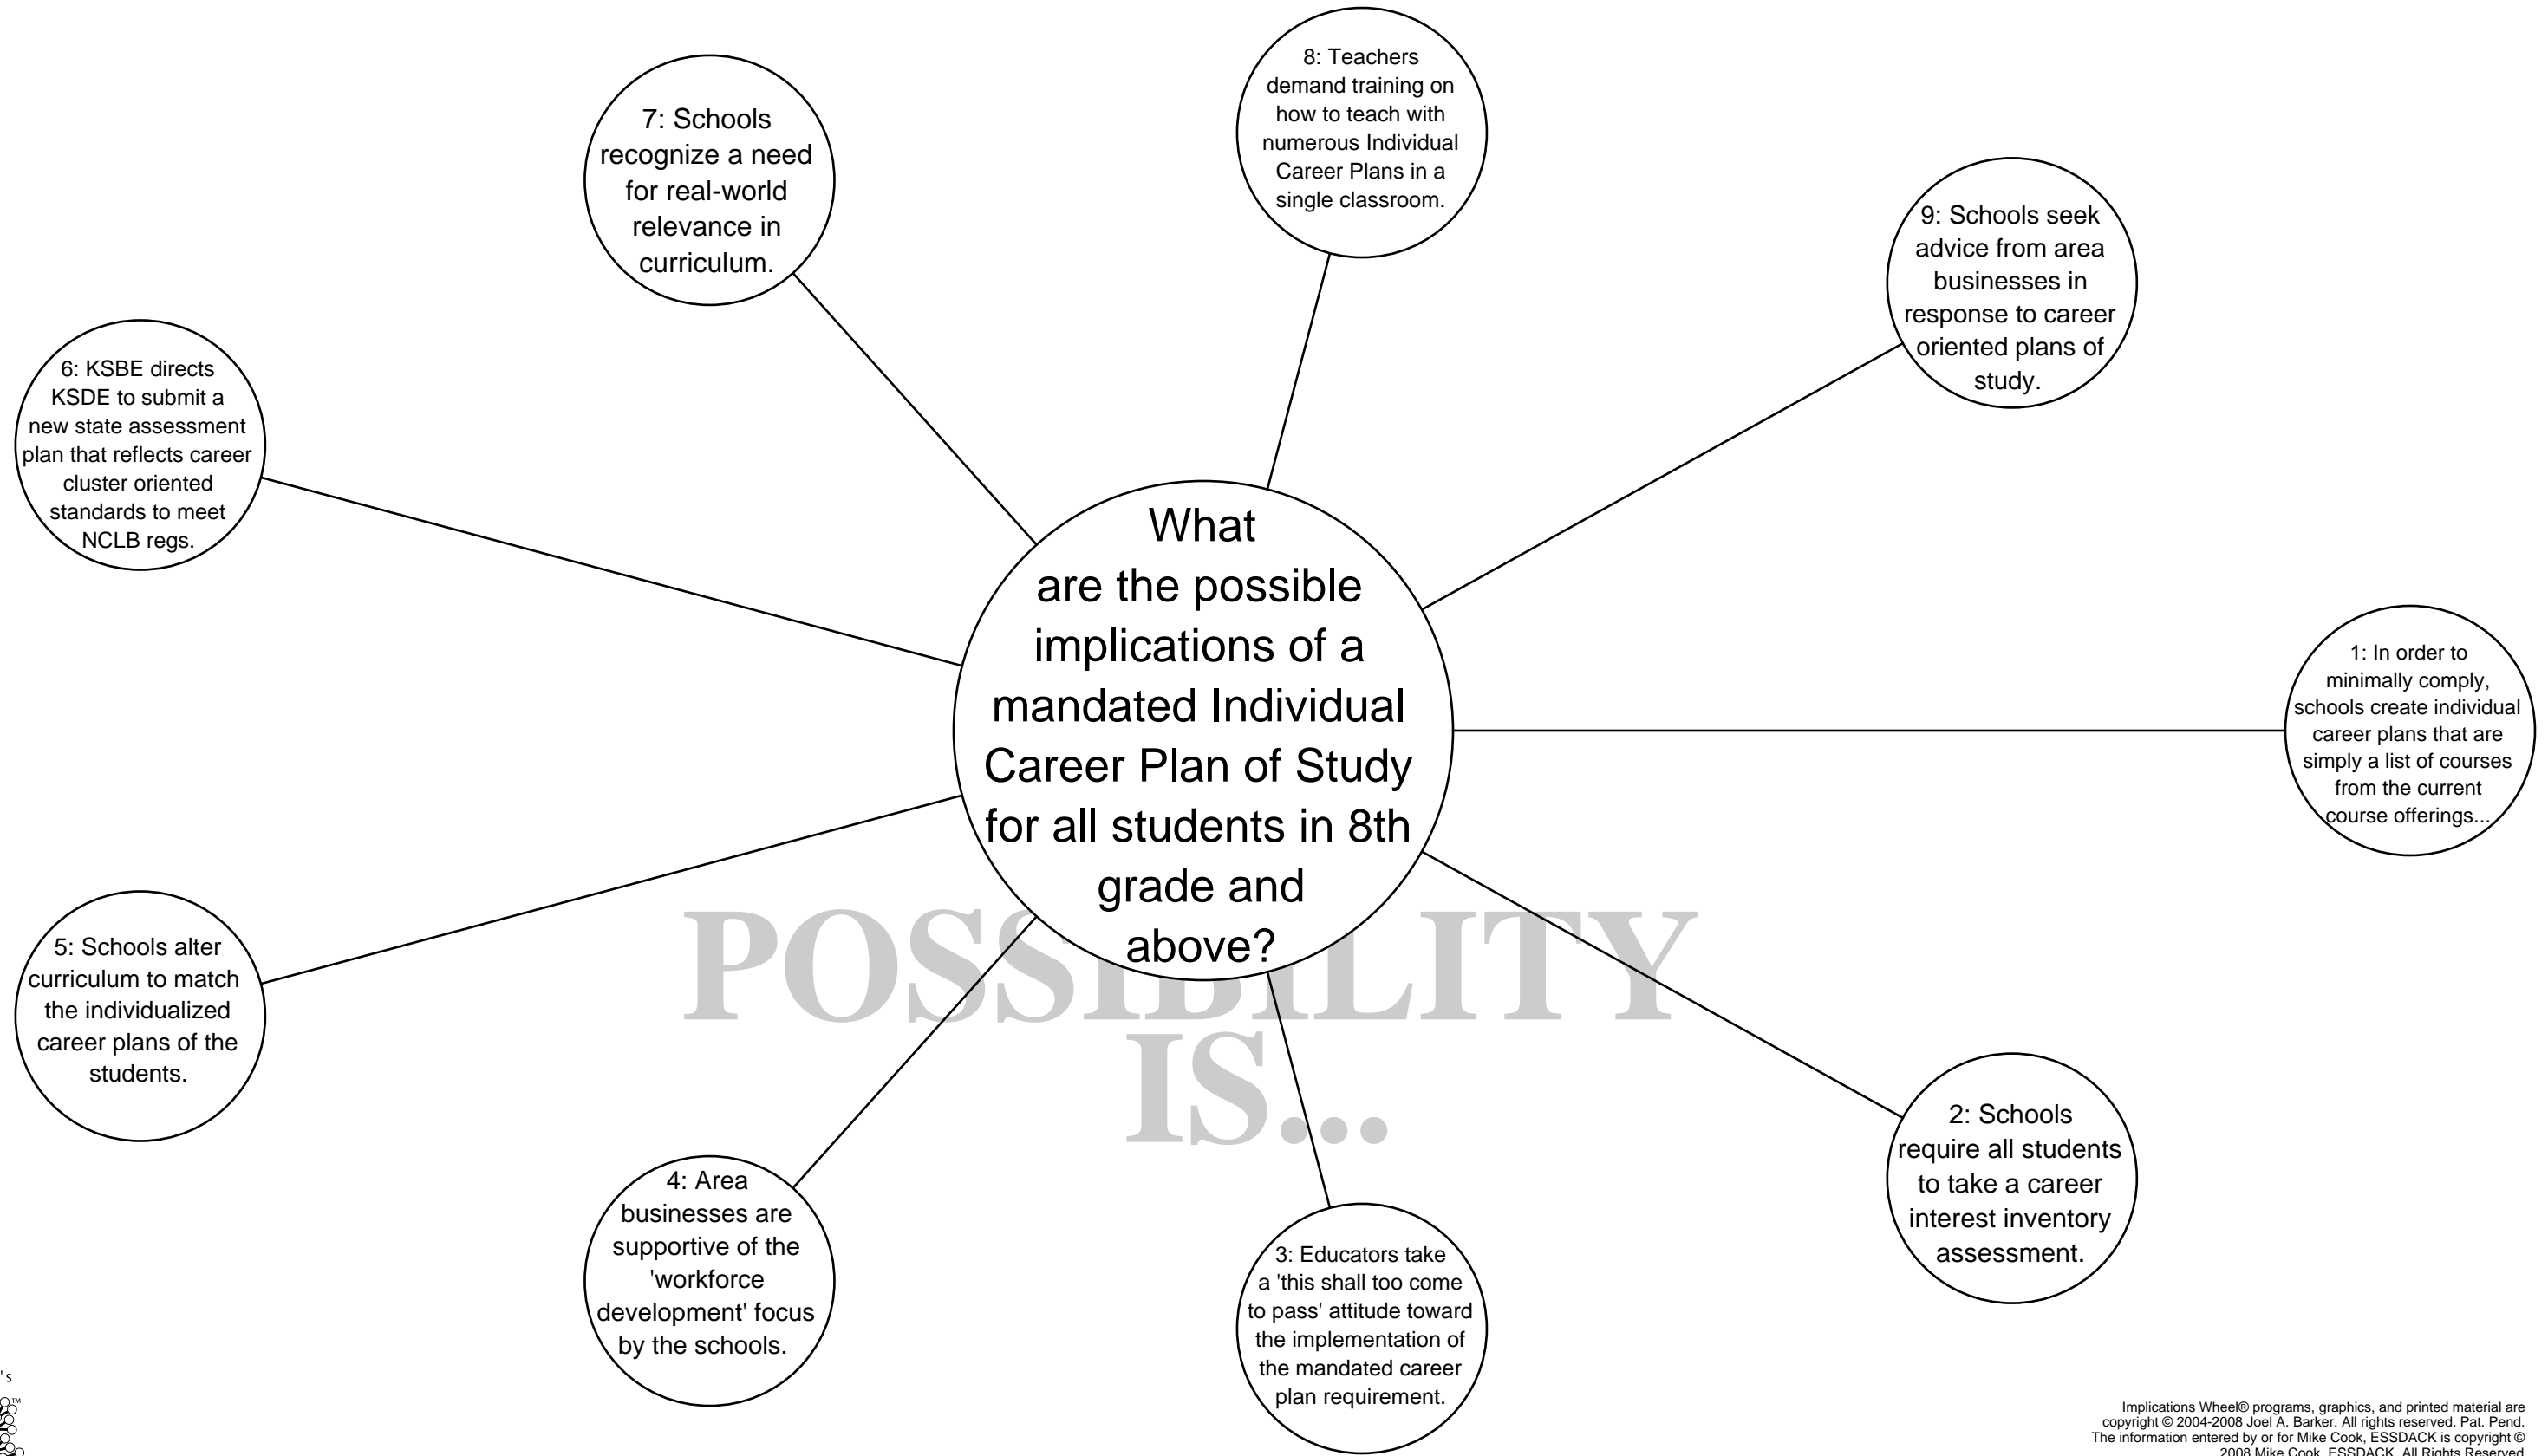 8: Teachers
demand training on
how to teach with
numerous Individual
Career Plans in a
single classroom.
7: Schools
recognize a need
for real-world
relevance in
curriculum.
9: Schools seek
advice from area
businesses in
response to career
oriented plans of
study.
6: KSBE directs
KSDE to submit a
new state assessment
plan that reflects career
cluster oriented
standards to meet
NCLB regs.
What
are the possible
implications of a
mandated Individual
Career Plan of Study
for all students in 8th
grade and
above?
1: In order to
minimally comply,
schools create individual
career plans that are
simply a list of courses
from the current
course offerings...
POSSIBILITY
IS...
5: Schools alter
curriculum to match
the individualized
career plans of the
students.
2: Schools
require all students
to take a career
interest inventory
assessment.
4: Area
businesses are
supportive of the
'workforce
development' focus
by the schools.
3: Educators take
a 'this shall too come
to pass' attitude toward
the implementation of
the mandated career
plan requirement.
's
™
Implications Wheel® programs, graphics, and printed material are
copyright © 2004-2008 Joel A. Barker. All rights reserved. Pat. Pend.
The information entered by or for Mike Cook, ESSDACK is copyright ©
2008 Mike Cook, ESSDACK. All Rights Reserved.